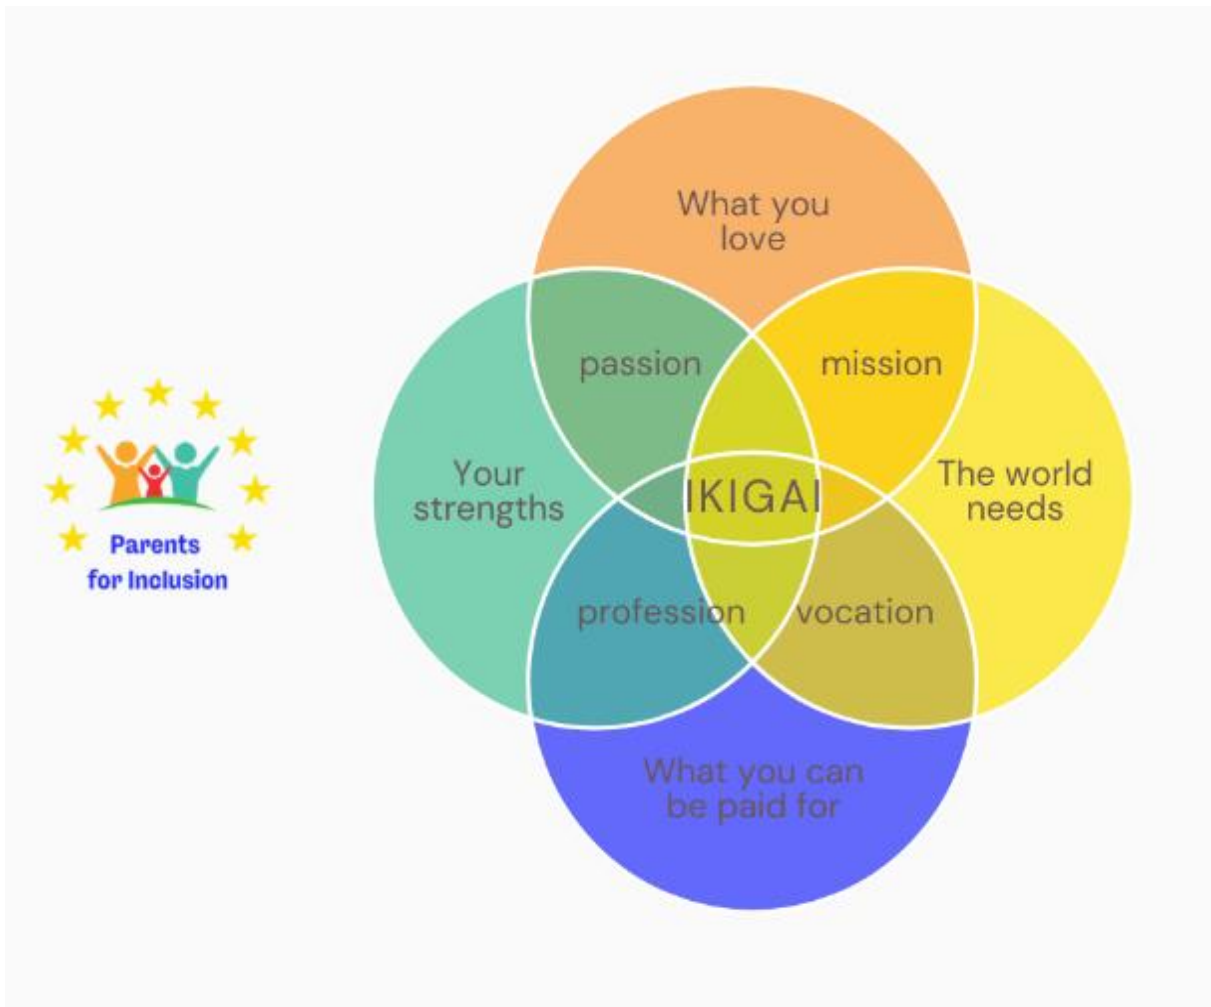 What you
love
passion
mission
Your
strengths
IKIGAI
The world
needs
profession
vocation
What you can
be paid for
Parents
for Inclusion